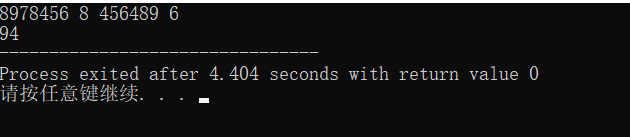 8978456 8 456489 6
94
--------------------------------
Process exited after 4.404 seconds with return value 0
请按任意键继续. . .